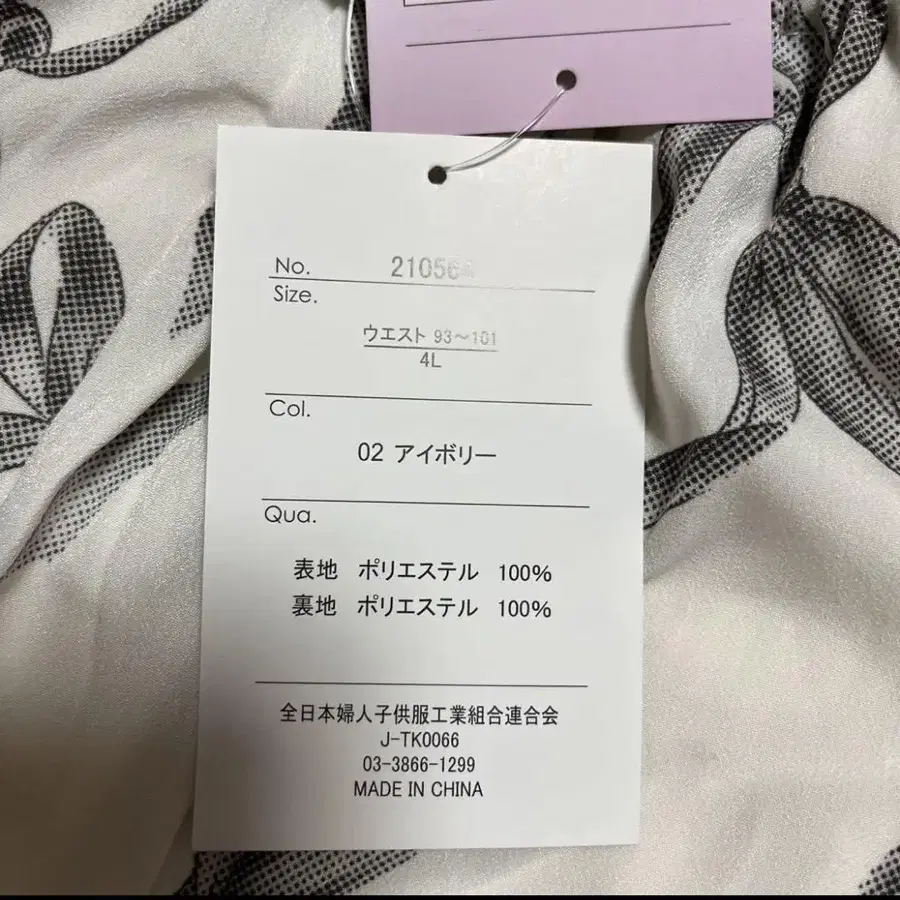 No.
Size.
ウエスト 93～101
4L
Col.
02 アイボリー
Qua.
表地 ポリエステル 100%
裏地 ポリエステル 100%
全日本婦人子供服工業組合連合会
J-TK0066
03-3866-1299
MADE IN CHINA